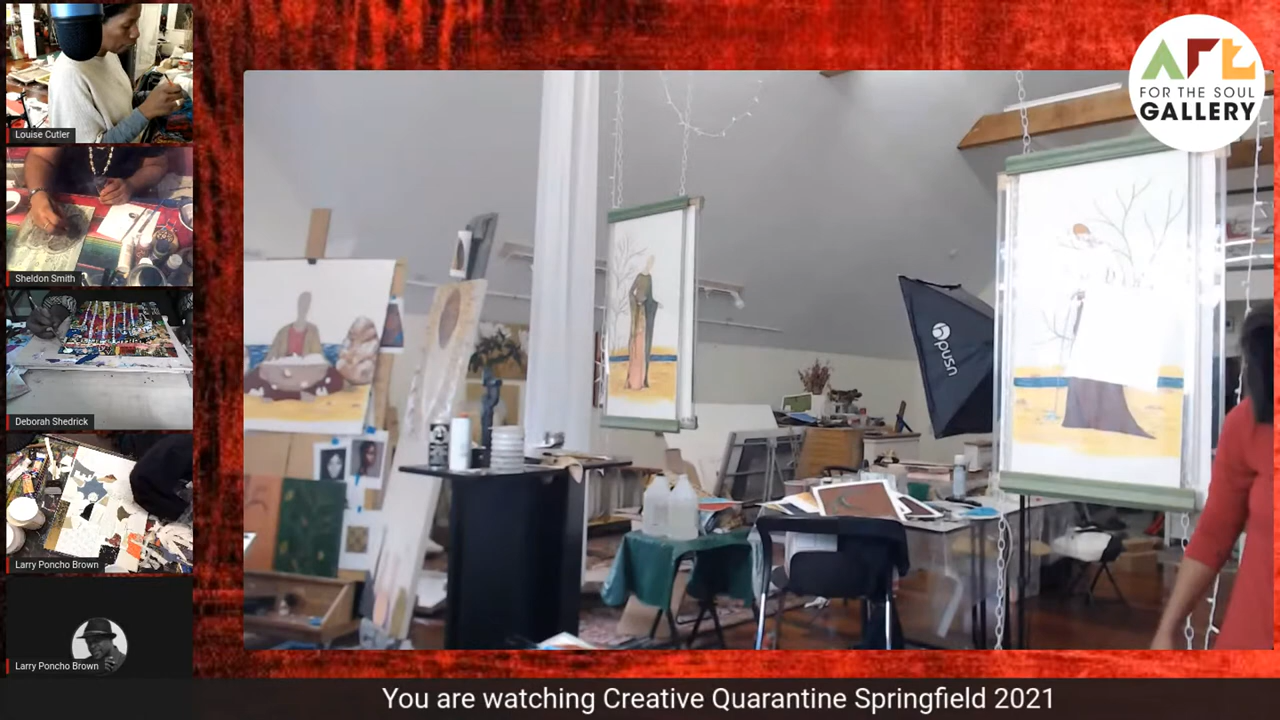 Louise Cutler
Sheldon Smith
Deborah Shedrick
Larry Poncho Brown
Larry Poncho Brown
ART
FOR THE SOUL
GALLERY
pusn
You are watching Creative Quarantine Springfield 2021